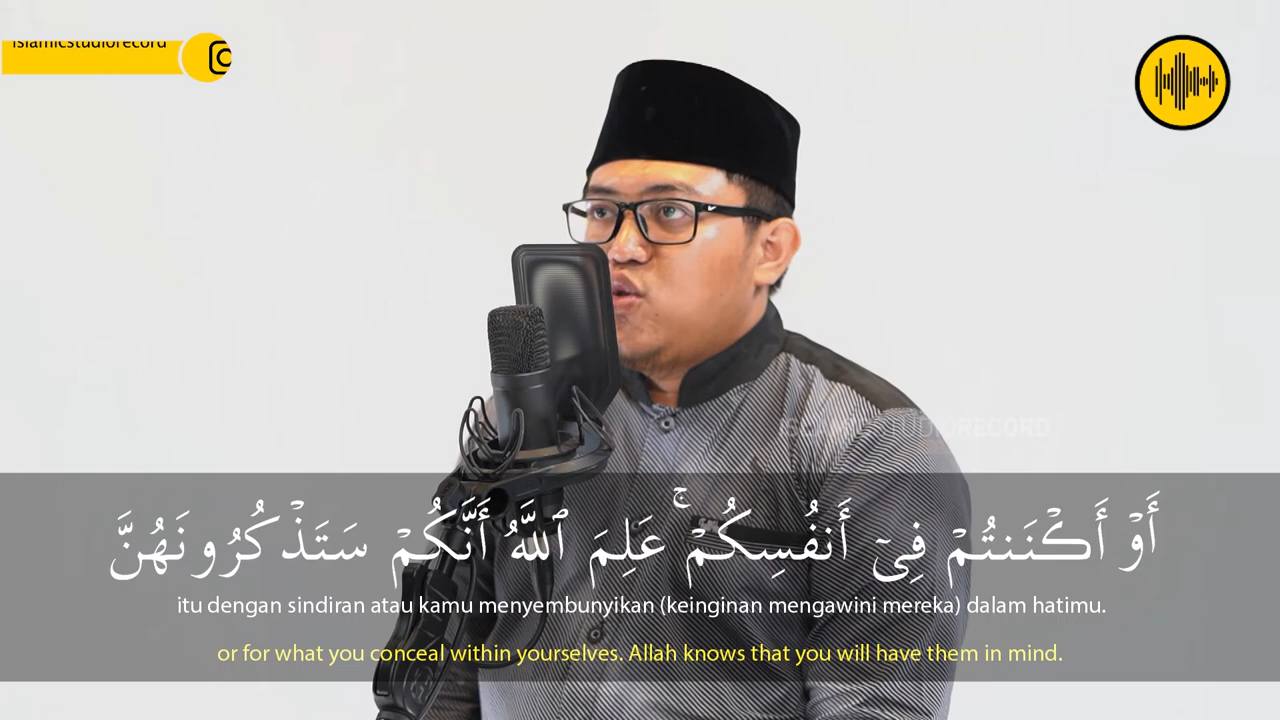 islamicstudiorecord
ISLAMICSTUDIORECORD
أَوْ أَكْنَنتُمْ فِىٓ أَنفُسِكُمْ ۚ عَلِمَ ٱللَّهُ أَنَّكُمْ سَتَذْكُرُونَهُنَّ
itu dengan sindiran atau kamu menyembunyikan (keinginan mengawini mereka) dalam hatimu.
or for what you conceal within yourselves. Allah knows that you will have them in mind.